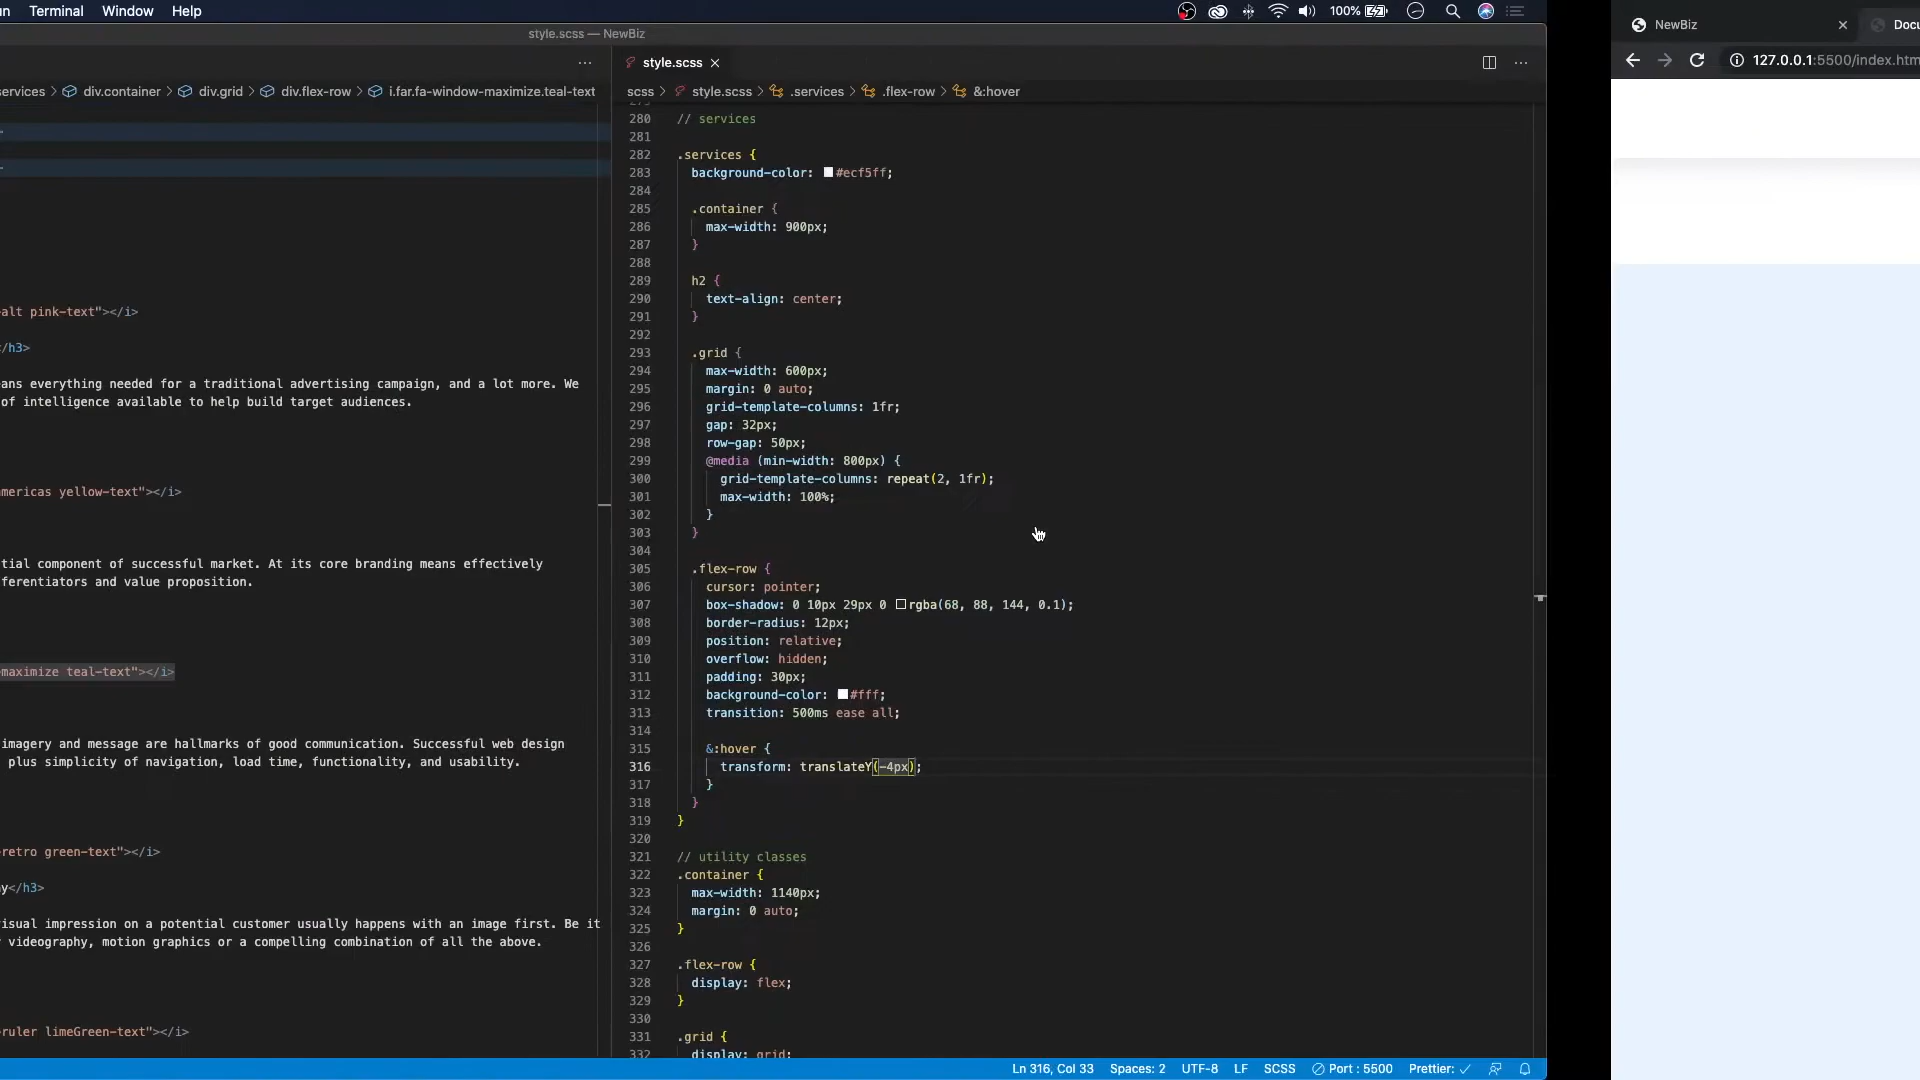 un Terminal Window Help
100%
style.scss — NewBiz
services > div.container > div.grid > div.flex-row > i.far.fa-window-maximize.teal-text
-alt pink-text"></i>
</h3>
ans everything needed for a traditional advertising campaign, and a lot more. We
of intelligence available to help build target audiences.
americas yellow-text"></i>
tial component of successful market. At its core branding means effectively
ferentiators and value proposition.
maximize teal-text"></i>
imagery and message are hallmarks of good communication. Successful web design
plus simplicity of navigation, load time, functionality, and usability.
retro green-text"></i>
y</h3>
visual impression on a potential customer usually happens with an image first. Be it
videography, motion graphics or a compelling combination of all the above.
ruler limeGreen-text"></i>
style.scss
scss > style.scss > .services > .flex-row > &:hover
280 // services
281
282 .services {
283 background-color: #ecf5ff;
284
285 .container {
286 max-width: 900px;
287 }
288
289 h2 {
290 text-align: center;
291 }
292
293 .grid {
294 max-width: 600px;
295 margin: 0 auto;
296 grid-template-columns: 1fr;
297 gap: 32px;
298 row-gap: 50px;
299 @media (min-width: 800px) {
300 grid-template-columns: repeat(2, 1fr);
301 max-width: 100%;
302 }
303 }
304
305 .flex-row {
306 cursor: pointer;
307 box-shadow: 0 10px 29px 0 rgba(68, 88, 144, 0.1);
308 border-radius: 12px;
309 position: relative;
310 overflow: hidden;
311 padding: 30px;
312 background-color: #fff;
313 transition: 500ms ease all;
314
315 &:hover {
316 transform: translateY(-4px);
317 }
318 }
319 }
320
321 // utility classes
322 .container {
323 max-width: 1140px;
324 margin: 0 auto;
325 }
326
327 .flex-row {
328 display: flex;
329 }
330
331 .grid {
332 display: grid;
Ln 316, Col 33 Spaces: 2 UTF-8 LF SCSS Port : 5500 Prettier: ✓
NewBiz
Docu
127.0.0.1:5500/index.htm